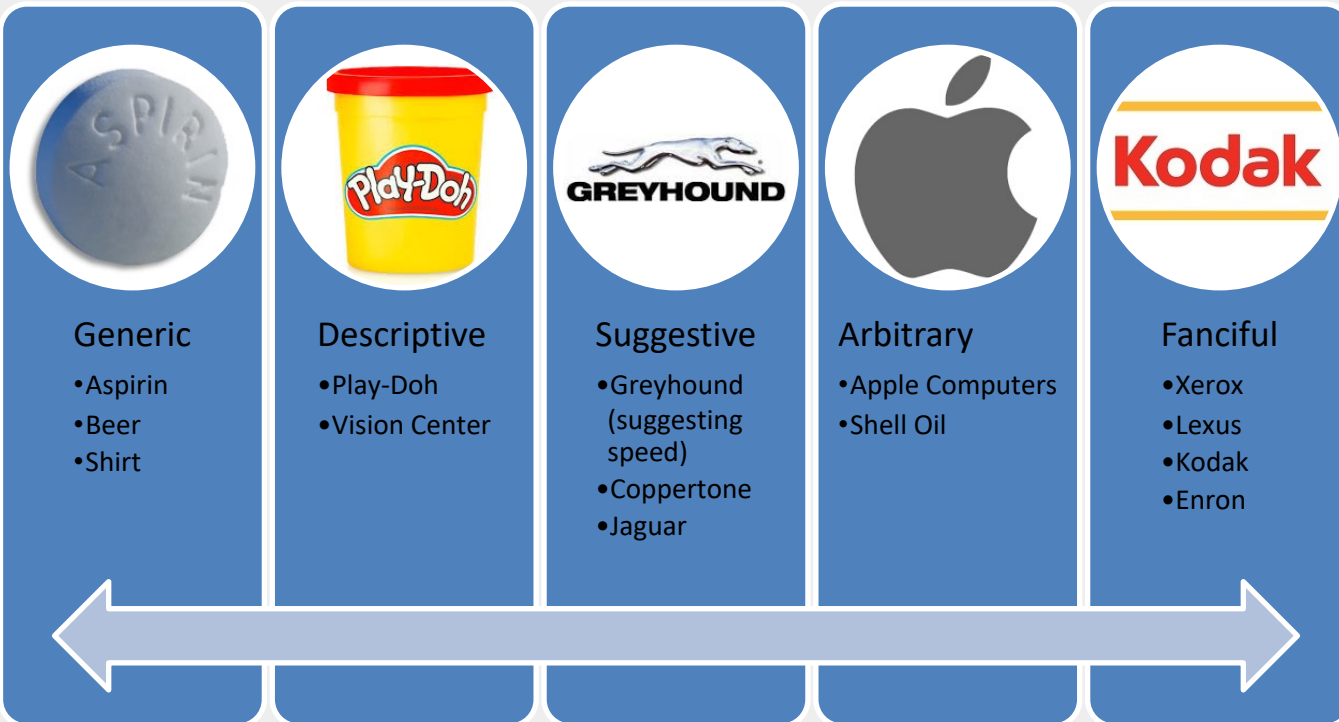 ASPIRIN
Play-Doh
GREYHOUND
Kodak
Generic
•Aspirin
•Beer
•Shirt
Descriptive
•Play-Doh
•Vision Center
Suggestive
•Greyhound
(suggesting
speed)
•Coppertone
•Jaguar
Arbitrary
•Apple Computers
•Shell Oil
Fanciful
•Xerox
•Lexus
•Kodak
•Enron